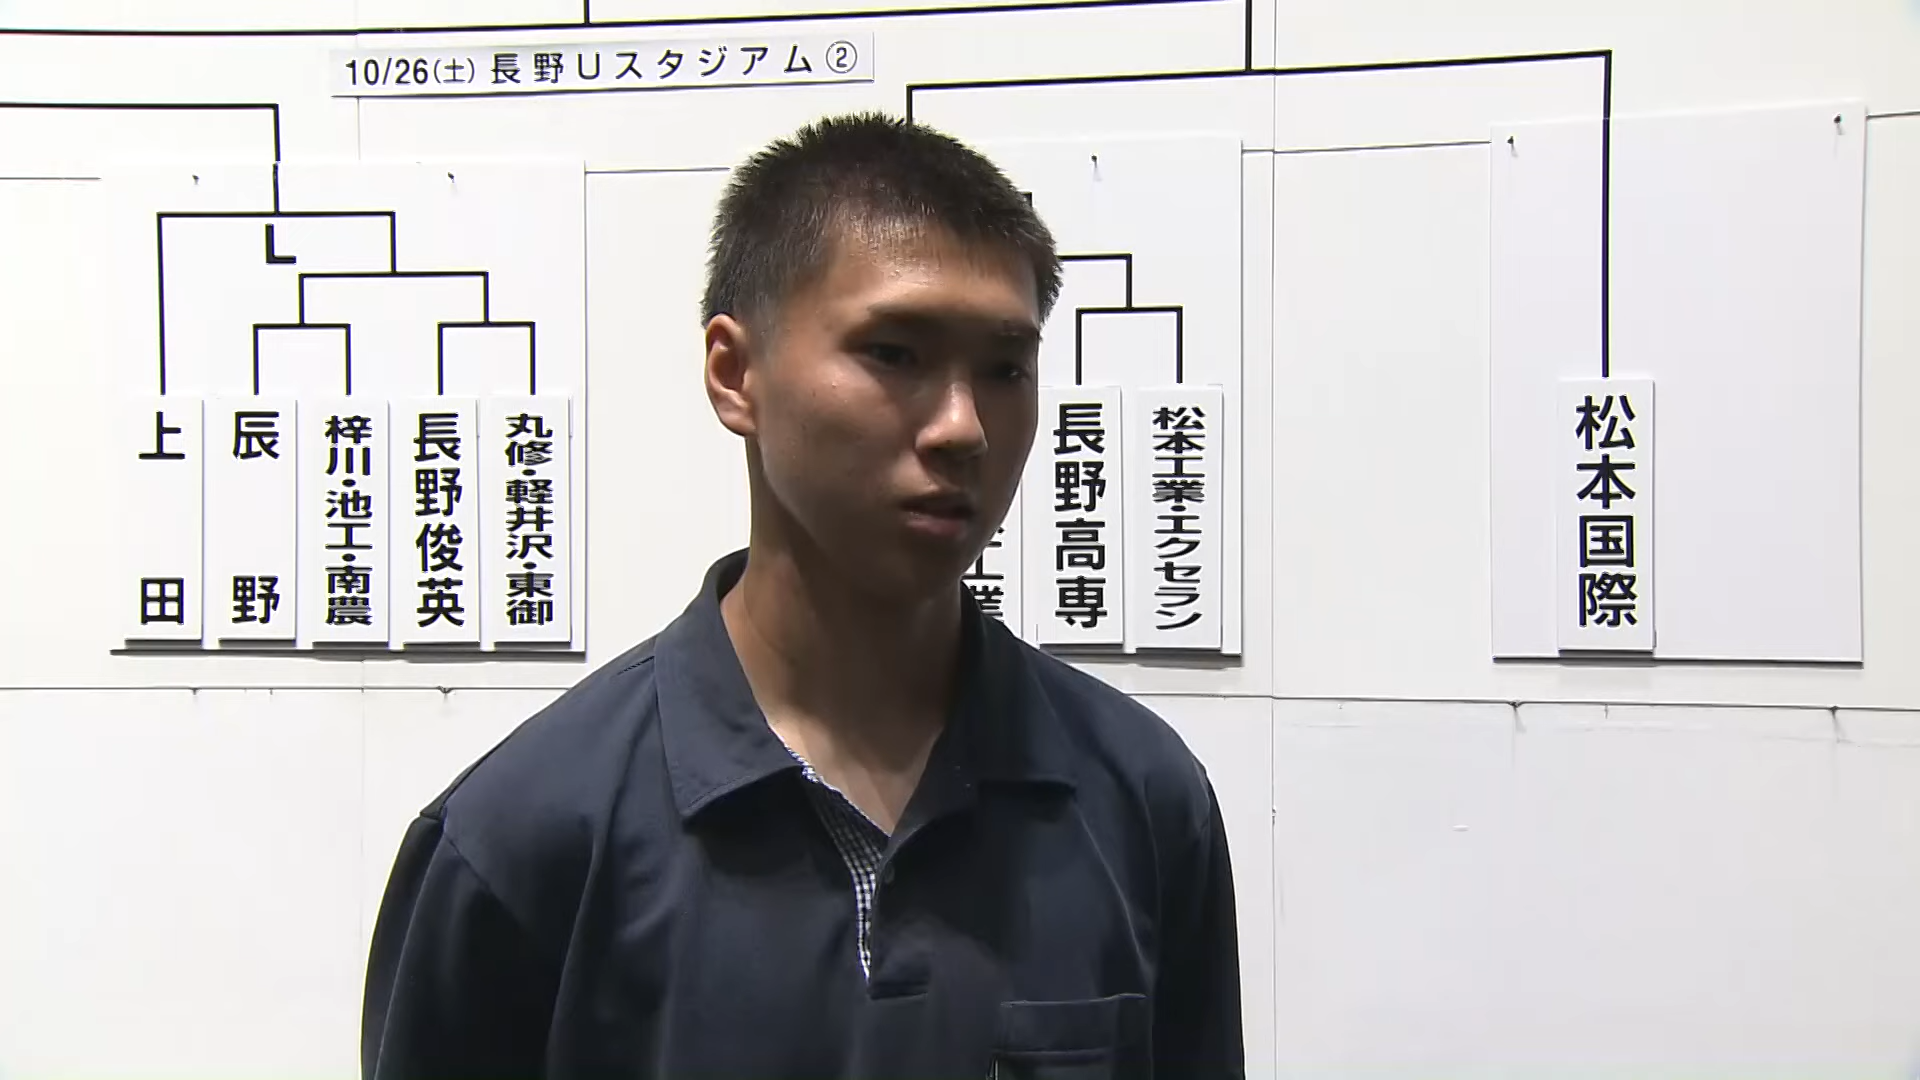 10/26(土)長野Uスタジアム②
L
上田
辰野
梓川・池工・南農
長野俊英
丸修・軽井沢・東御
工業
長野高専
松本工業・エクセラン
松本国際